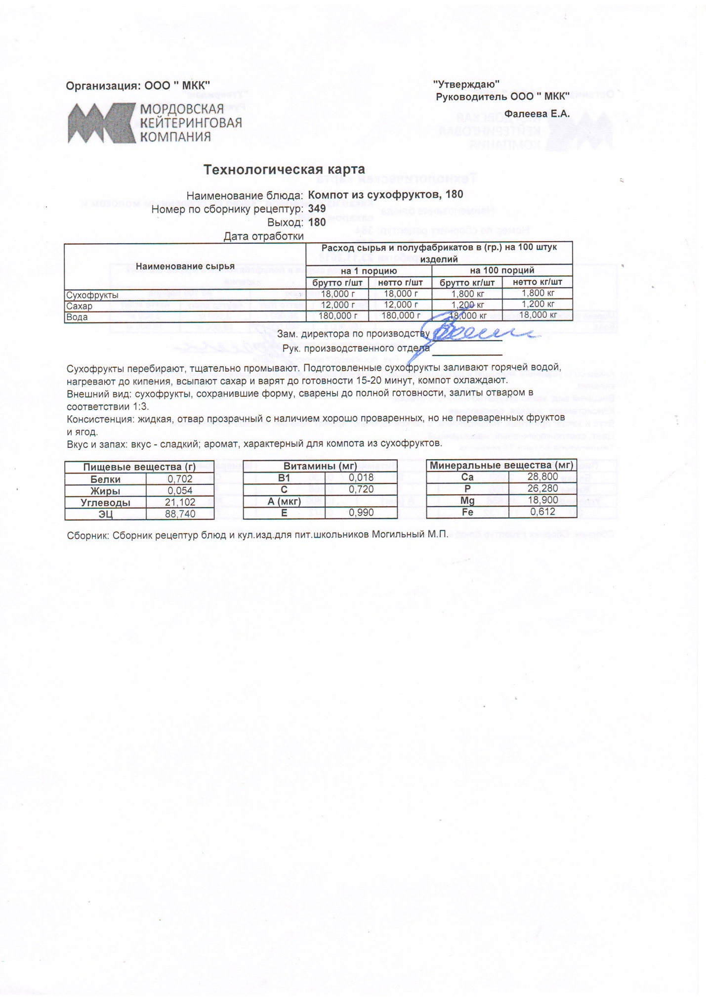 Организация: ООО " МКК"
"Утверждаю"
Руководитель ООО " МКК"
Фалеева Е.А.
МОРДОВСКАЯ
КЕЙТЕРИНГОВАЯ
КОМПАНИЯ
Технологическая карта
Наименование блюда: Компот из сухофруктов, 180
Номер по сборнику рецептур: 349
Выход: 180
Дата отработки
Наименование сырья
Расход сырья и полуфабрикатов в (гр.) на 100 штук
изделий
на 1 порцию на 100 порций
брутто г/шт нетто г/шт брутто кг/шт нетто кг/шт
Сухофрукты 18,000 г 18,000 г 1,800 кг 1,800 кг
Сахар 12,000 г 12,000 г 1,200 кг 1,200 кг
Вода 180,000 г 180,000 г 18,000 кг 18,000 кг
Зам. директора по производству
Рук. производственного отдела
Сухофрукты перебирают, тщательно промывают. Подготовленные сухофрукты заливают горячей водой,
нагревают до кипения, всыпают сахар и варят до готовности 15-20 минут, компот охлаждают.
Внешний вид: сухофрукты, сохранившие форму, сварены до полной готовности, залиты отваром в
соответствии 1:3.
Консистенция: жидкая, отвар прозрачный с наличием хорошо проваренных, но не переваренных фруктов
и ягод.
Вкус и запах: вкус - сладкий; аромат, характерный для компота из сухофруктов.
Пищевые вещества (г) Витамины (мг) Минеральные вещества (мг)
Белки 0,702 B1 0,018 Ca 28,800
Жиры 0,054 C 0,720 P 26,280
Углеводы 21,102 А (мкг) Mg 18,900
ЭЦ 88,740 E 0,990 Fe 0,612
Сборник: Сборник рецептур блюд и кул.изд.для пит.школьников Могильный М.П.